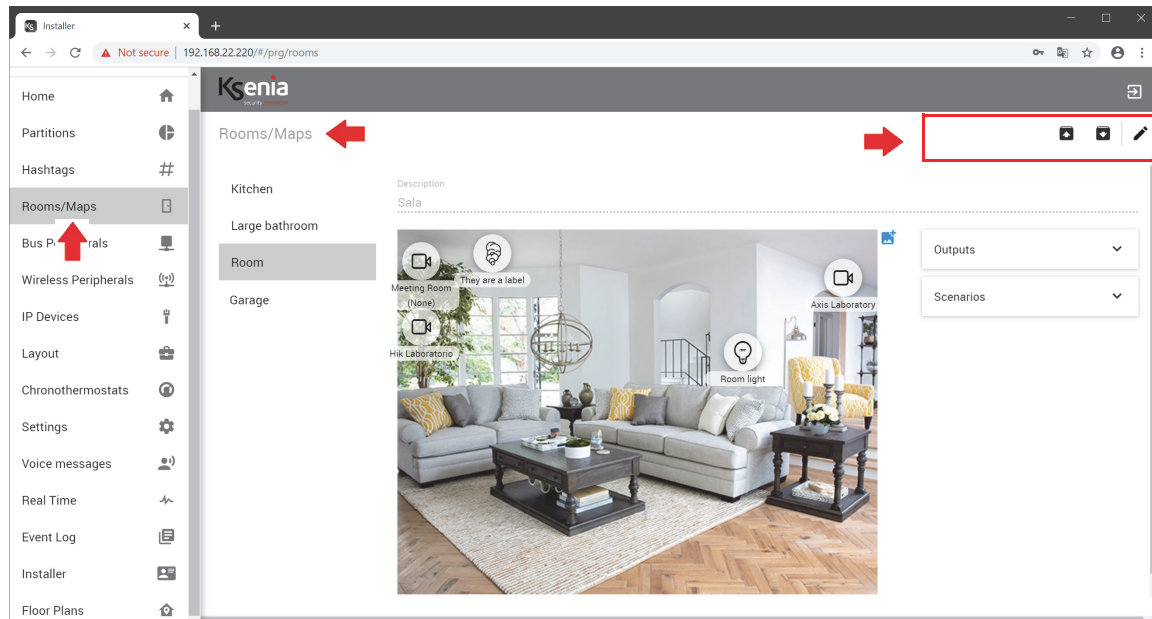 Installer
Not secure | 192.168.22.220/#/prg/rooms
Ksenia
security innovation
Home
Partitions
Hashtags
Rooms/Maps
Wireless Peripherals
IP Devices
Layout
Chronothermostats
Settings
Voice messages
Real Time
Event Log
Installer
Floor Plans
Rooms/Maps
Kitchen
Large bathroom
Room
Garage
Description
Sala
Meeting Room
(None)
They are a label
Hik Laboratorio
Axis Laboratory
Room light
Outputs
Scenarios